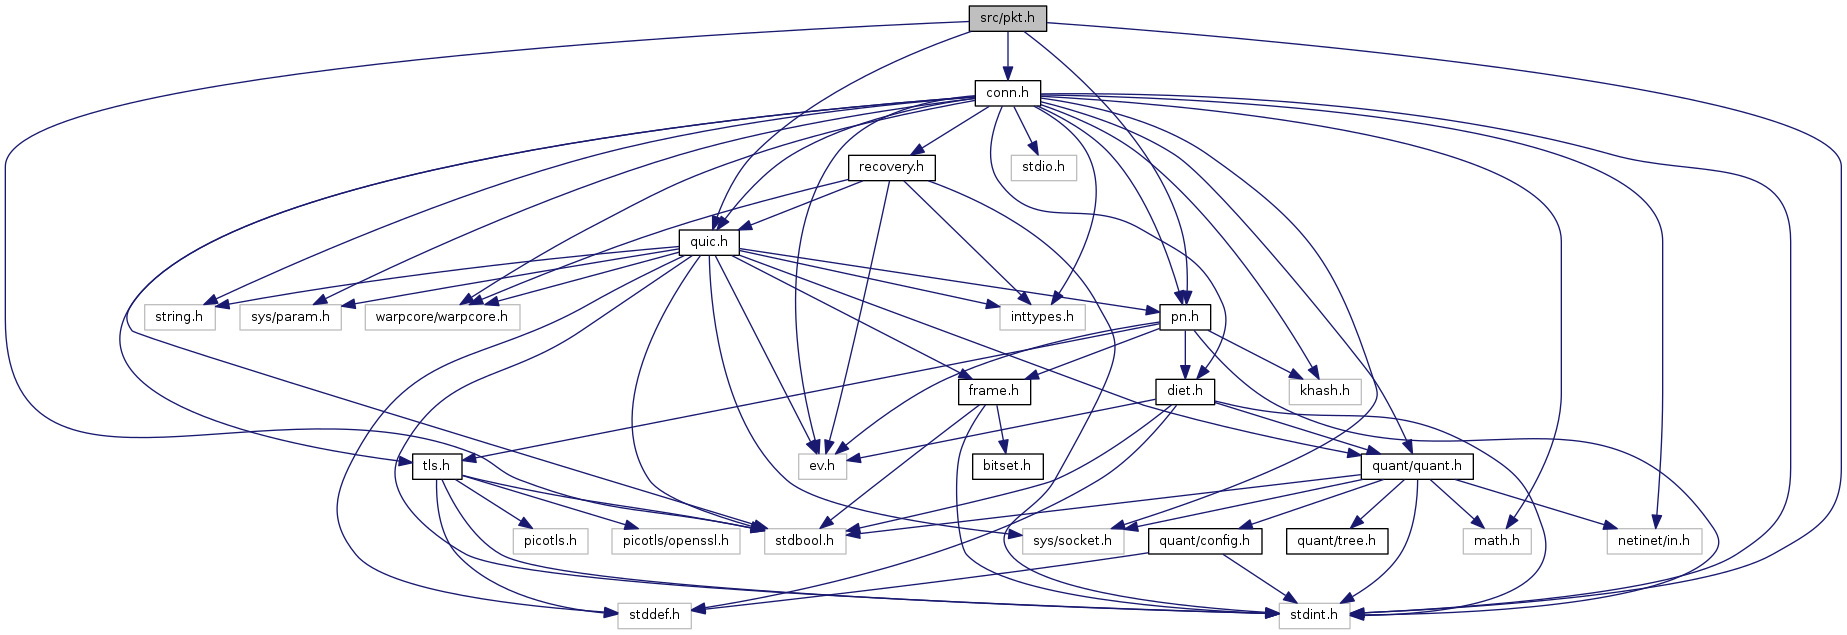 src/pkt.h
conn.h
recovery.h
stdio.h
quic.h
string.h
sys/param.h
warpcore/warpcore.h
inttypes.h
pn.h
frame.h
diet.h
khash.h
tls.h
ev.h
bitset.h
quant/quant.h
picotls.h
picotls/openssl.h
stdbool.h
sys/socket.h
quant/config.h
quant/tree.h
math.h
netinet/in.h
stddef.h
stdint.h